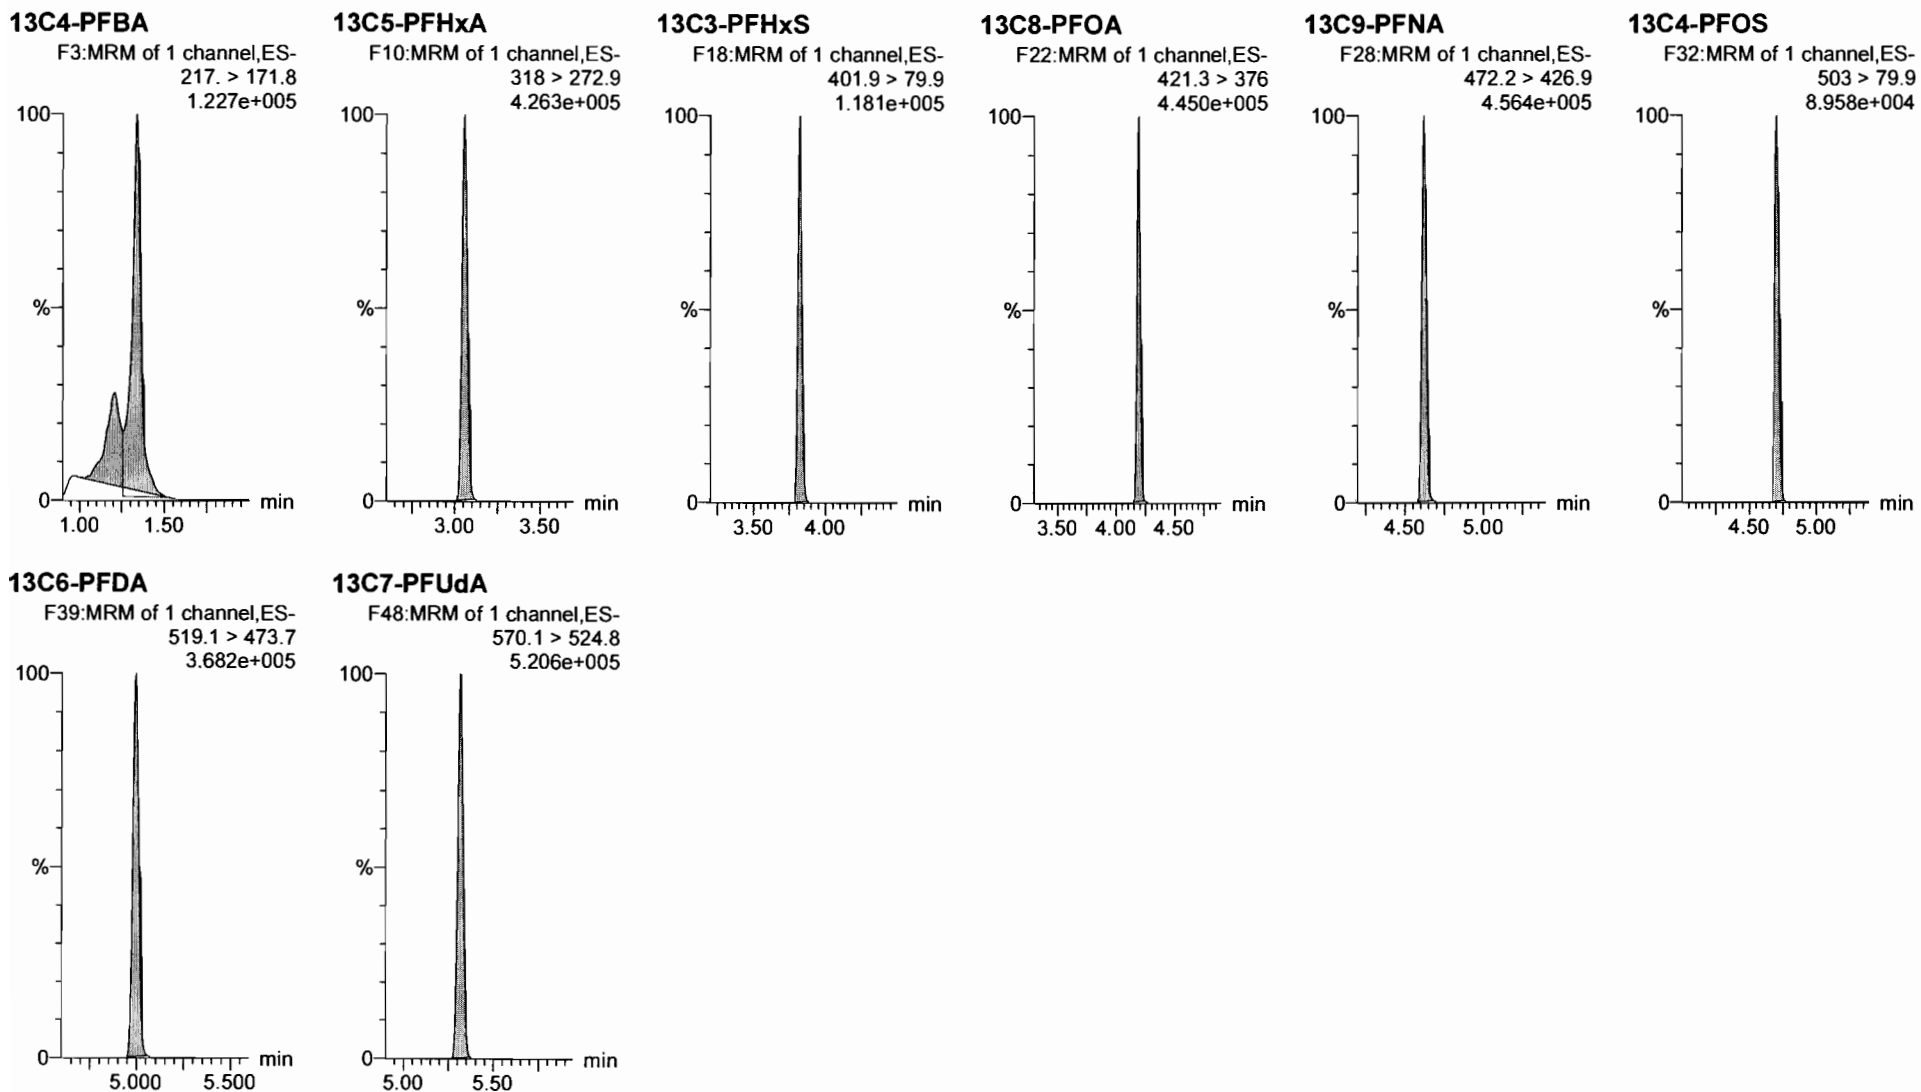 13C4-PFBA
F3:MRM of 1 channel,ES-
217. > 171.8
1.227e+005
100
%
0
min
1.00 1.50
13C5-PFHxA
F10:MRM of 1 channel,ES-
318 > 272.9
4.263e+005
100
%
0
min
3.00 3.50
13C3-PFHxS
F18:MRM of 1 channel,ES-
401.9 > 79.9
1.181e+005
100
%
0
min
3.50 4.00
13C8-PFOA
F22:MRM of 1 channel,ES-
421.3 > 376
4.450e+005
100
%
0
min
3.50 4.00 4.50
13C9-PFNA
F28:MRM of 1 channel,ES-
472.2 > 426.9
4.564e+005
100
%
0
min
4.50 5.00
13C4-PFOS
F32:MRM of 1 channel,ES-
503 > 79.9
8.958e+004
100
%
0
min
4.50 5.00
13C6-PFDA
F39:MRM of 1 channel,ES-
519.1 > 473.7
3.682e+005
100
%
0
min
5.000 5.500
13C7-PFUdA
F48:MRM of 1 channel,ES-
570.1 > 524.8
5.206e+005
100
%
0
min
5.00 5.50